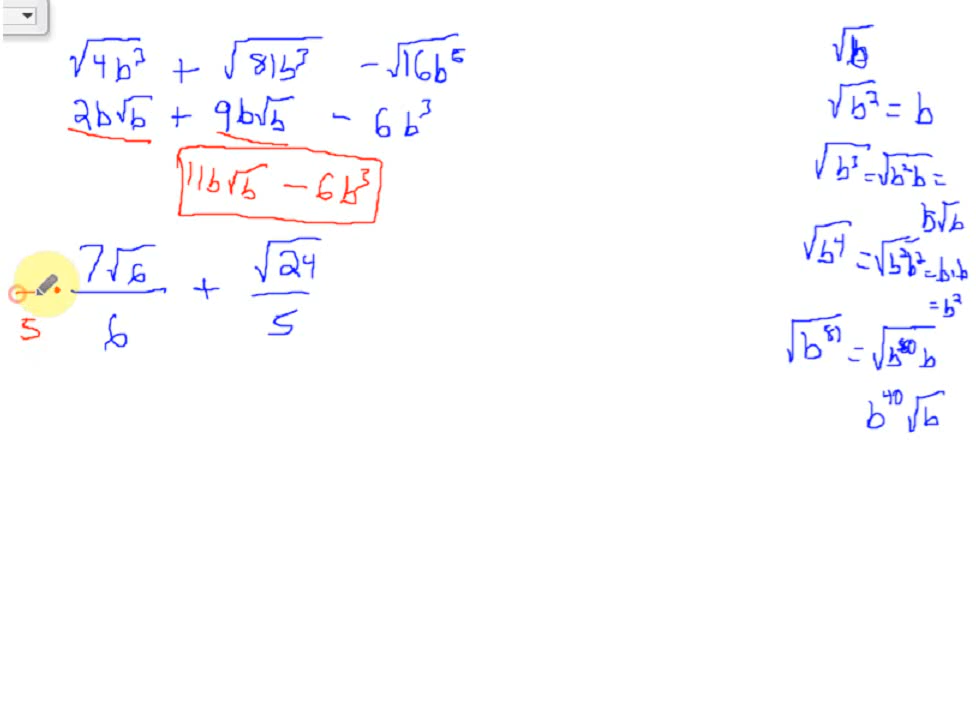 √4b³ + √81b³ - √16b⁶
2b√b + 9b√b - 6b³
11b√b - 6b³
7√6/6 + √24/5
5
√b
√b² = b
√b³ = √b²b =
b√b
√b⁴ = √b²b² = b·b
= b²
√b⁸¹ = √b⁸⁰b
b⁴⁰√b